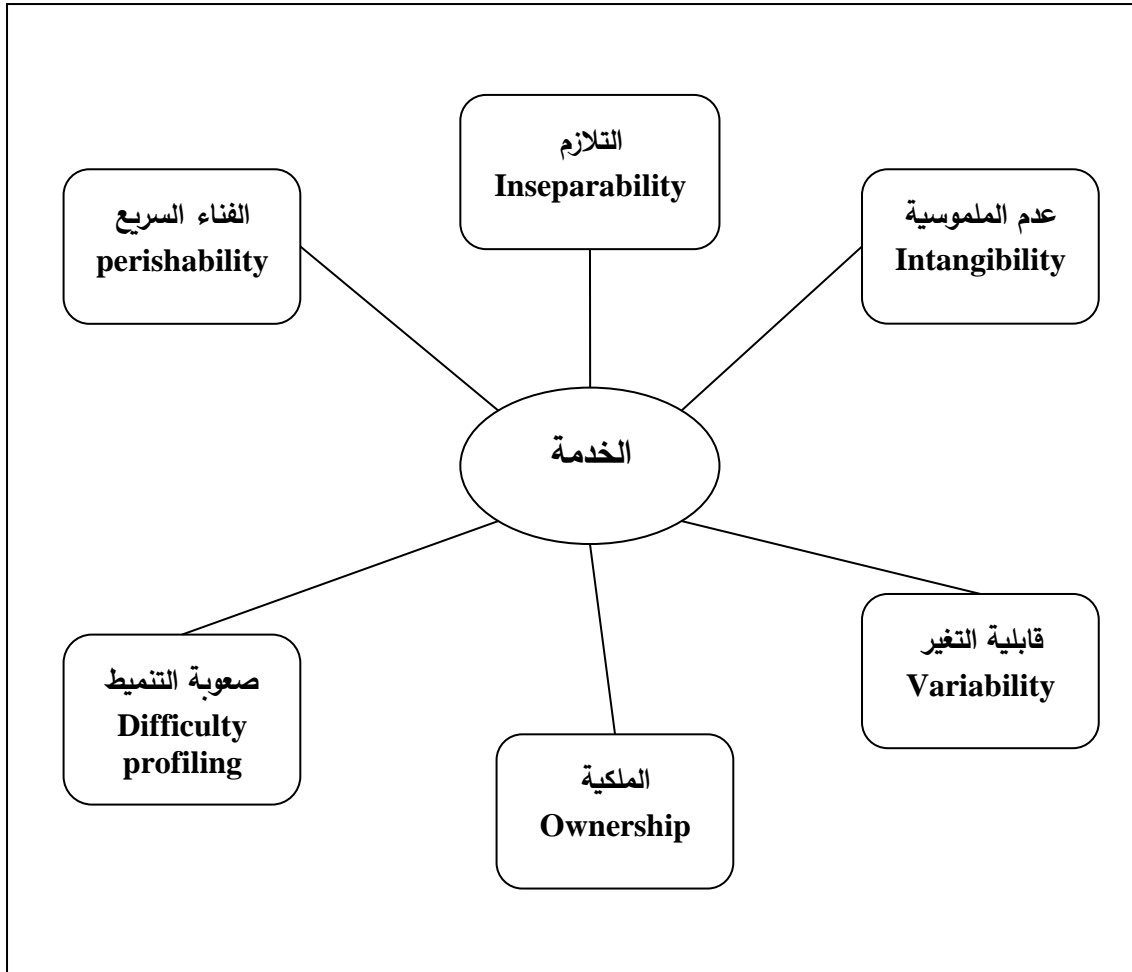 التلازم
Inseparability
عدم الملموسية
Intangibility
الفناء السريع
perishability
الخدمة
قابلية التغير
Variability
صعوبة التنميط
Difficulty
profiling
الملكية
Ownership